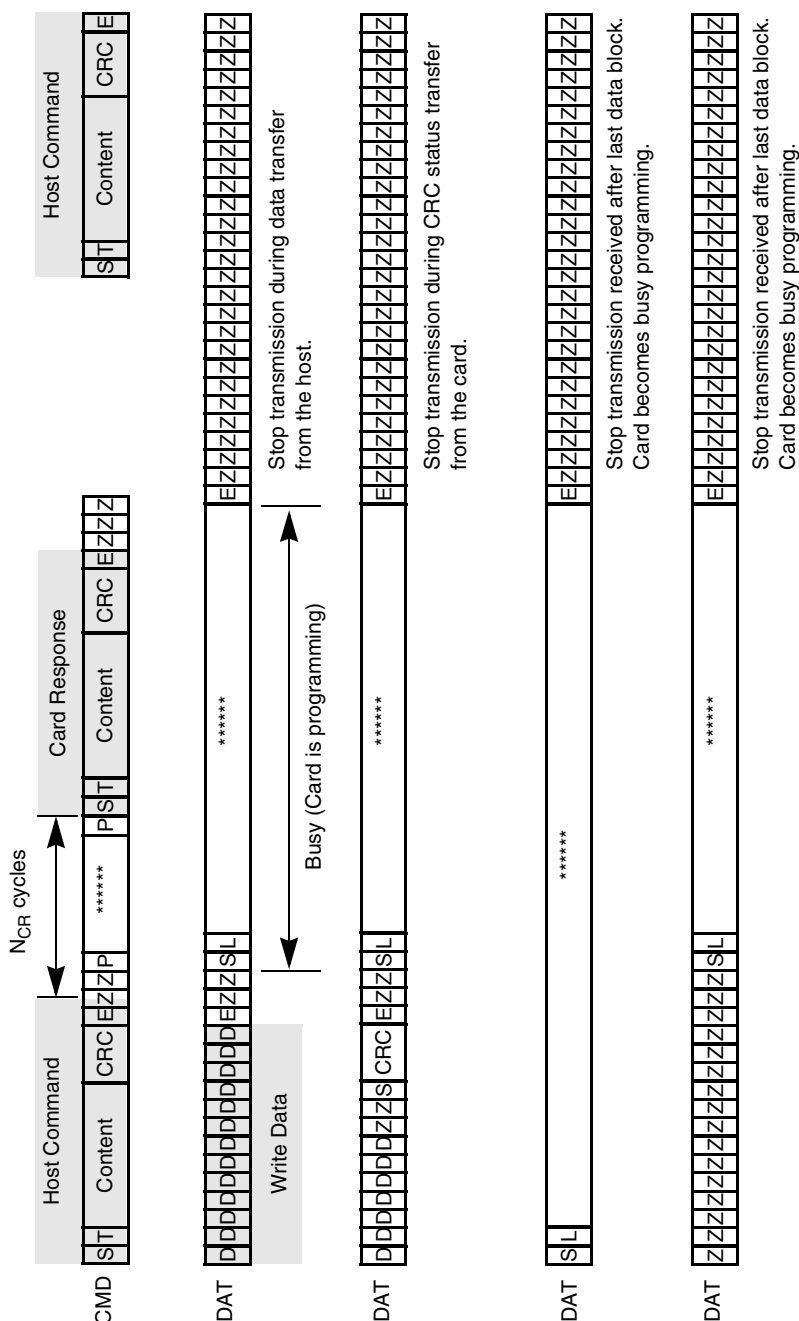 N_CR cycles
Host Command Card Response Host Command
CMD S T Content CRC E Z Z P ****** P S T Content CRC E Z Z Z S T Content CRC E
DAT D D D D D D D D D D D D D E Z Z S L ****** E Z Z Z Z Z Z Z Z Z Z Z Z Z Z Z Z Z Z Z Z Z Z Z Z Z Z
Write Data
Busy (Card is programming)
Stop transmission during data transfer
from the host.
DAT D D D D D D D Z Z S CRC E Z Z S L ****** E Z Z Z Z Z Z Z Z Z Z Z Z Z Z Z Z Z Z Z Z Z Z Z Z Z Z
Stop transmission during CRC status transfer
from the card.
DAT S L ****** E Z Z Z Z Z Z Z Z Z Z Z Z Z Z Z Z Z Z Z Z Z Z Z Z Z Z
Stop transmission received after last data block.
Card becomes busy programming.
DAT Z Z Z Z Z Z Z Z Z Z Z Z Z Z Z Z S L ****** E Z Z Z Z Z Z Z Z Z Z Z Z Z Z Z Z Z Z Z Z Z Z Z Z Z Z
Stop transmission received after last data block.
Card becomes busy programming.